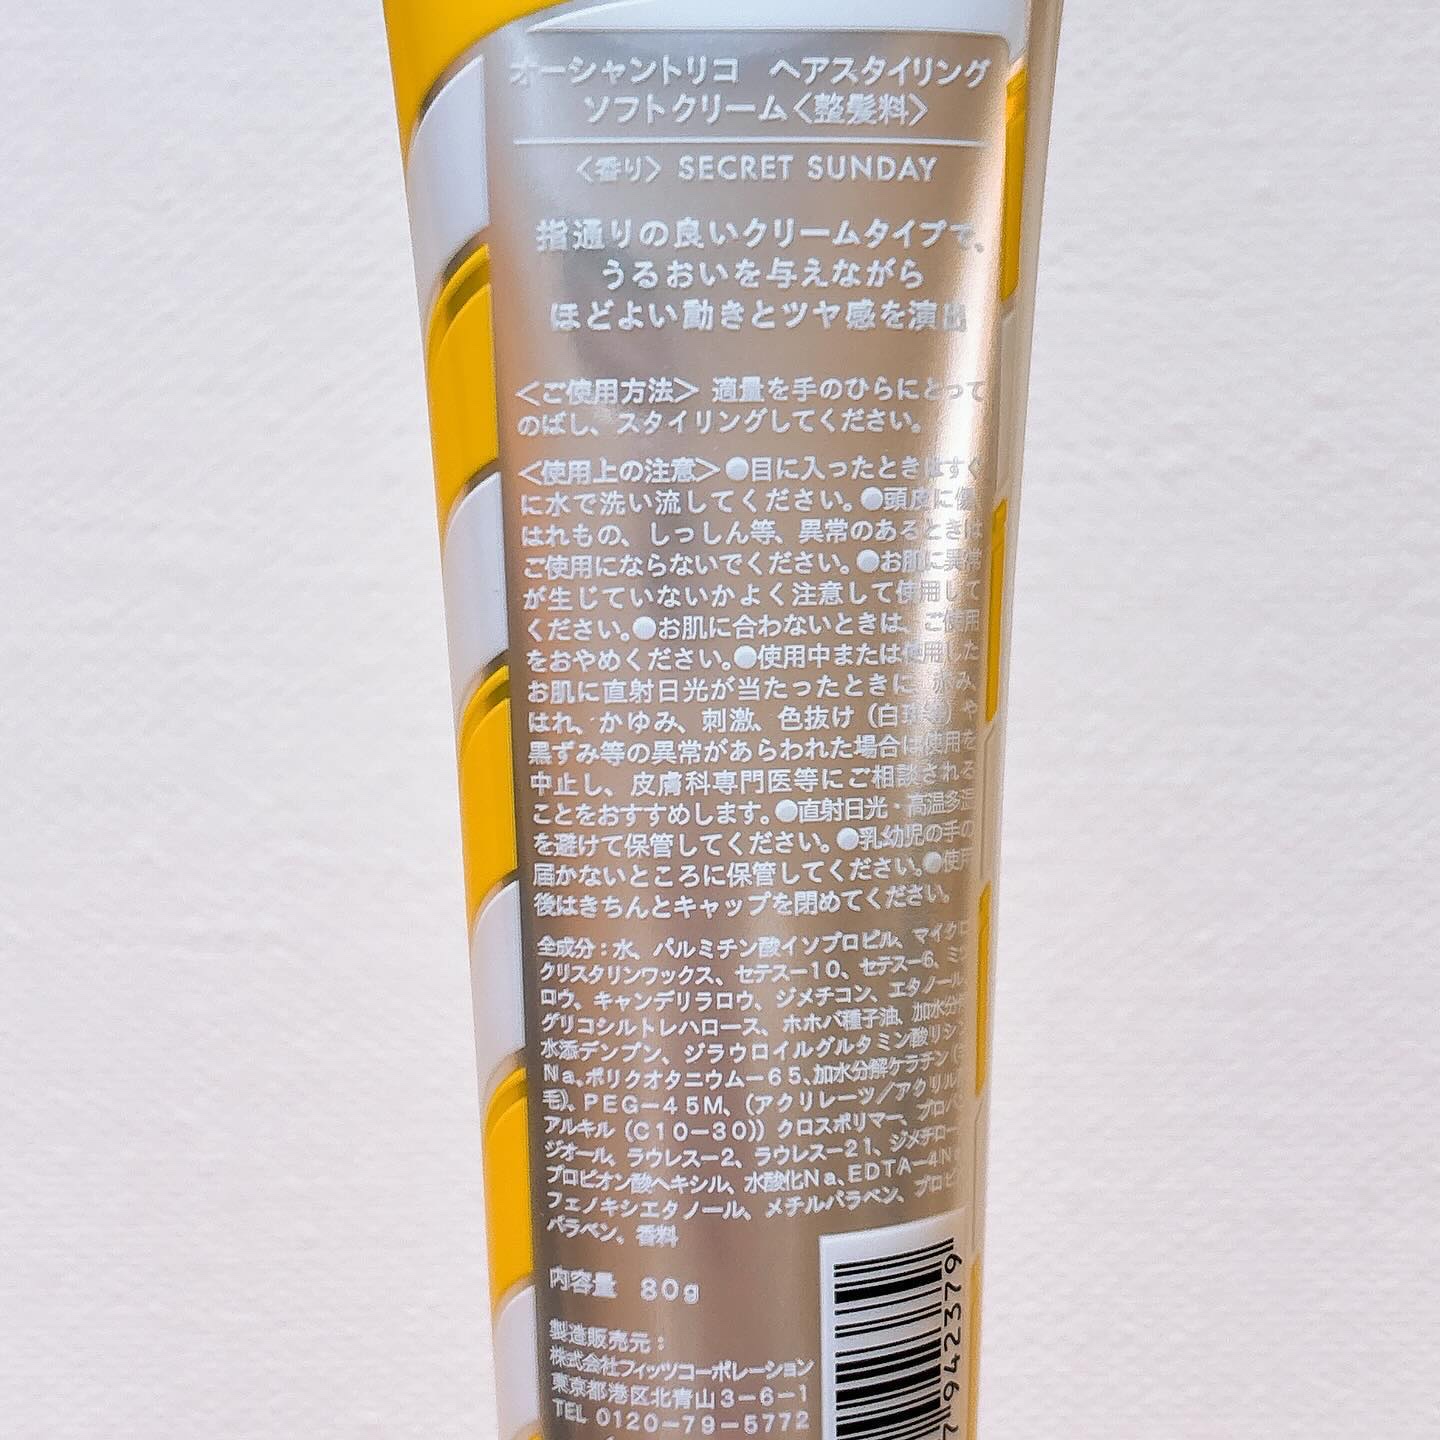 オーシャントリコ ヘアスタイリング
ソフトクリーム〈整髪料〉
〈香り〉 SECRET SUNDAY
指通りの良いクリームタイプで、
うるおいを与えながら
ほどよい動きとツヤ感を演出
＜ご使用方法＞ 適量を手のひらにとって
のばし、スタイリングしてください。
＜使用上の注意＞●目に入ったときはすぐ
に水で洗い流してください。●頭皮に傷、
はれもの、しっしん等、異常のあるときは
ご使用にならないでください。●お肌に異常
が生じていないかよく注意して使用して
ください。●お肌に合わないときは、ご使用
をおやめください。●使用中または使用した
お肌に直射日光が当たったときに、赤み、
はれ、かゆみ、刺激、色抜け（白斑等）や
黒ずみ等の異常があらわれた場合は使用を
中止し、皮膚科専門医等にご相談される
ことをおすすめします。●直射日光・高温多湿
を避けて保管してください。●乳幼児の手の
届かないところに保管してください。●使用
後はきちんとキャップを閉めてください。
全成分：水、パルミチン酸イソプロピル、マイクロ
クリスタリンワックス、セテス－10、セテス－6、ミ
ロウ、キャンデリラロウ、ジメチコン、エタノール、
グリコシルトレハロース、ホホバ種子油、加水分解
水添デンプン、ジラウロイルグルタミン酸リシン
Na、ポリクオタニウム－65、加水分解ケラチン（羊
毛）、PEG－45M、（アクリレーツ／アクリル酸
アルキル（C10－30））クロスポリマー、プロパン
ジオール、ラウレス－2、ラウレス－21、ジメチロール
プロピオン酸ヘキシル、水酸化Na、EDTA－4Na、
フェノキシエタノール、メチルパラベン、プロピル
パラベン、香料
内容量 80g
製造販売元：
株式会社フィッツコーポレーション
東京都港区北青山3－6－1
TEL 0120－79－5772
7942379